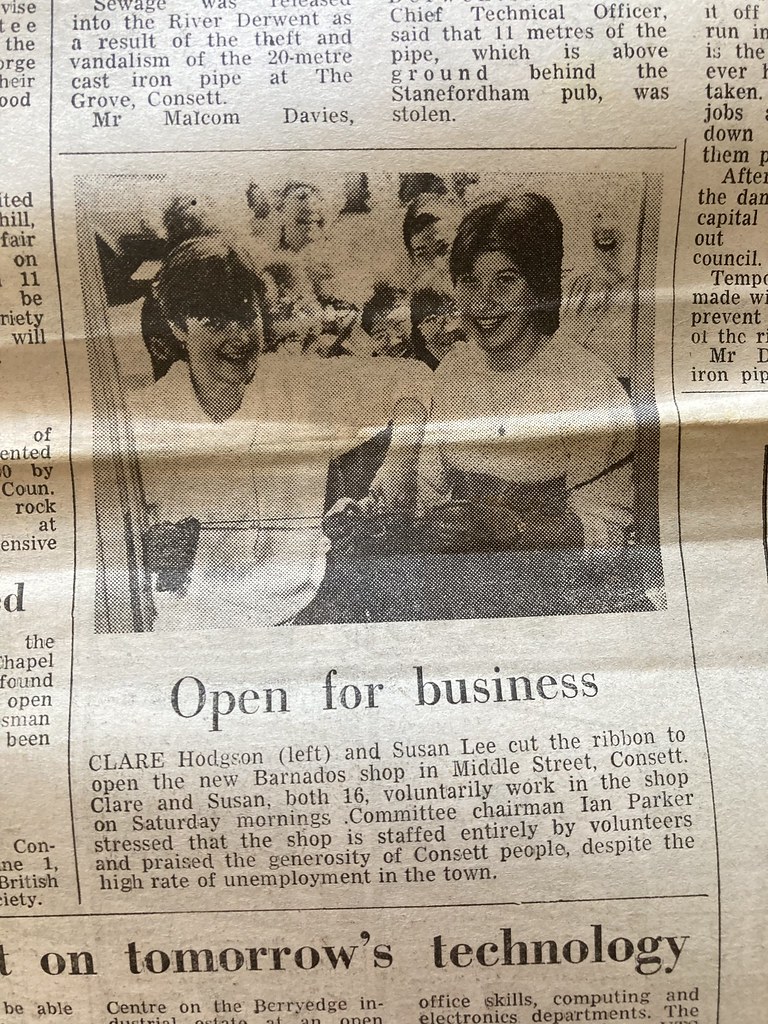 vise
tee
the
orge
heir
ood
ited
hill,
fair
on
11
be
riety
will
of
ented
0 by
Coun.
rock
at
ensive
ed
the
Chapel
found
open
sman
been
Con-
ne 1,
British
ciety.
Sewage was released
into the River Derwent as
a result of the theft and
vandalism of the 20-metre
cast iron pipe at The
Grove, Consett.
Mr Malcom Davies,
Chief Technical Officer,
said that 11 metres of the
pipe, which is above
ground behind the
Stanefordham pub, was
stolen.
it off
run in
is the
ever h
taken.
jobs a
down
them p
After
the dam
capital
out
council.
Tempo
made wi
prevent
of the ri
Mr D
iron pip
Open for business
CLARE Hodgson (left) and Susan Lee cut the ribbon to
open the new Barnados shop in Middle Street, Consett.
Clare and Susan, both 16, voluntarily work in the shop
on Saturday mornings .Committee chairman Ian Parker
stressed that the shop is staffed entirely by volunteers
and praised the generosity of Consett people, despite the
high rate of unemployment in the town.
t on tomorrow's technology
be able
Centre on the Berryedge in-
dustrial estate at an open
office skills, computing and
electronics departments. The